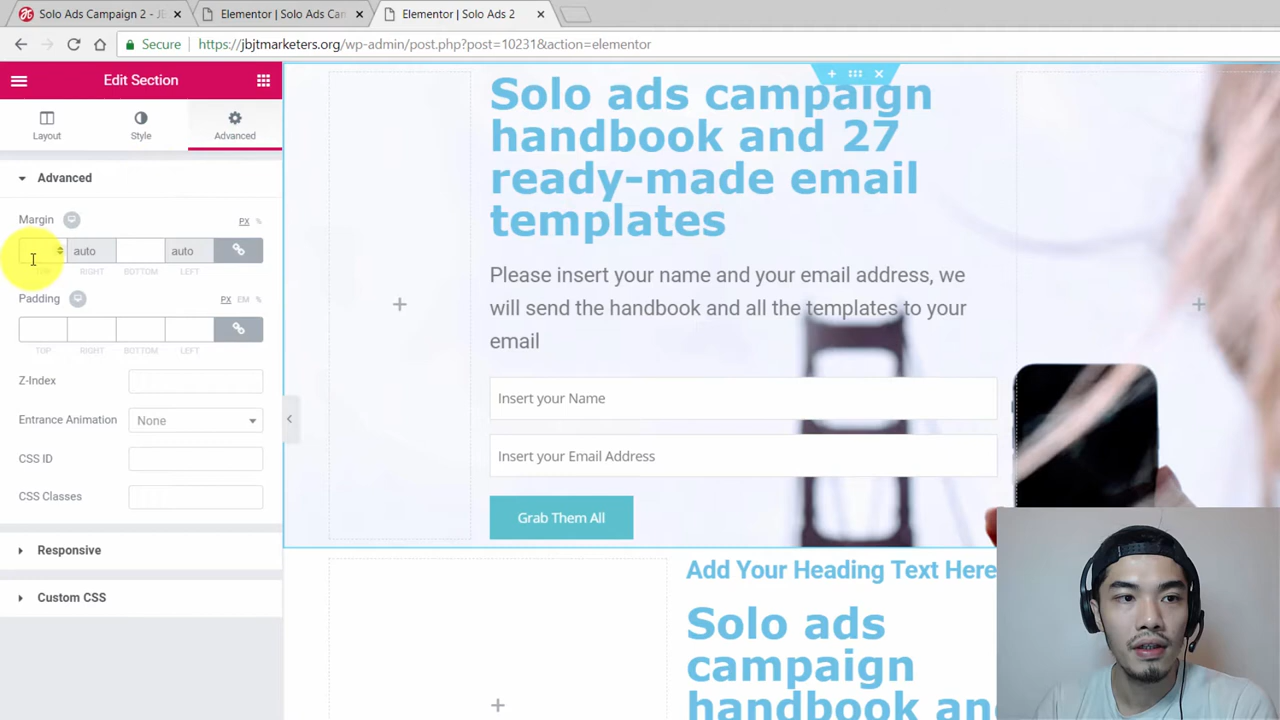 Solo Ads Campaign 2 - JB
Elementor | Solo Ads Can
Elementor | Solo Ads 2
Secure
https://jbjtmarketers.org/wp-admin/post.php?post=10231&action=elementor
Edit Section
Layout
Style
Advanced
Advanced
Margin
PX %
auto
auto
TOP RIGHT BOTTOM LEFT
Padding
PX EM %
TOP RIGHT BOTTOM LEFT
Z-Index
Entrance Animation
None
CSS ID
CSS Classes
Responsive
Custom CSS
Solo ads campaign
handbook and 27
ready-made email
templates
Please insert your name and your email address, we
will send the handbook and all the templates to your
email
Insert your Name
Insert your Email Address
Grab Them All
Add Your Heading Text Here
Solo ads
campaign
handbook and